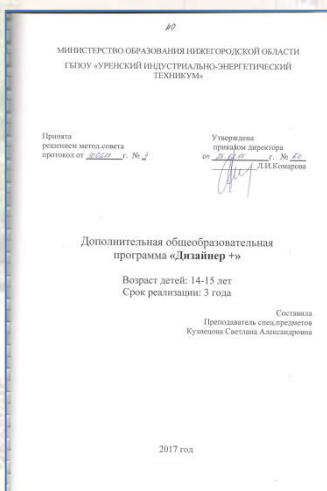 МИНИСТЕРСТВО ОБРАЗОВАНИЯ НИЖЕГОРОДСКОЙ ОБЛАСТИ
ГБПОУ «УРЕНСКИЙ ИНДУСТРИАЛЬНО-ЭНЕРГЕТИЧЕСКИЙ
ТЕХНИКУМ»
Принята
решением метод.совета
протокол от г. №
Утверждена
приказом директора
от г. №
Л.И.Комарова
Дополнительная общеобразовательная
программа «Дизайнер +»
Возраст детей: 14-15 лет
Срок реализации: 3 года
Составила
Преподаватель спец.предметов
Кузнецова Светлана Александровна
2017 год